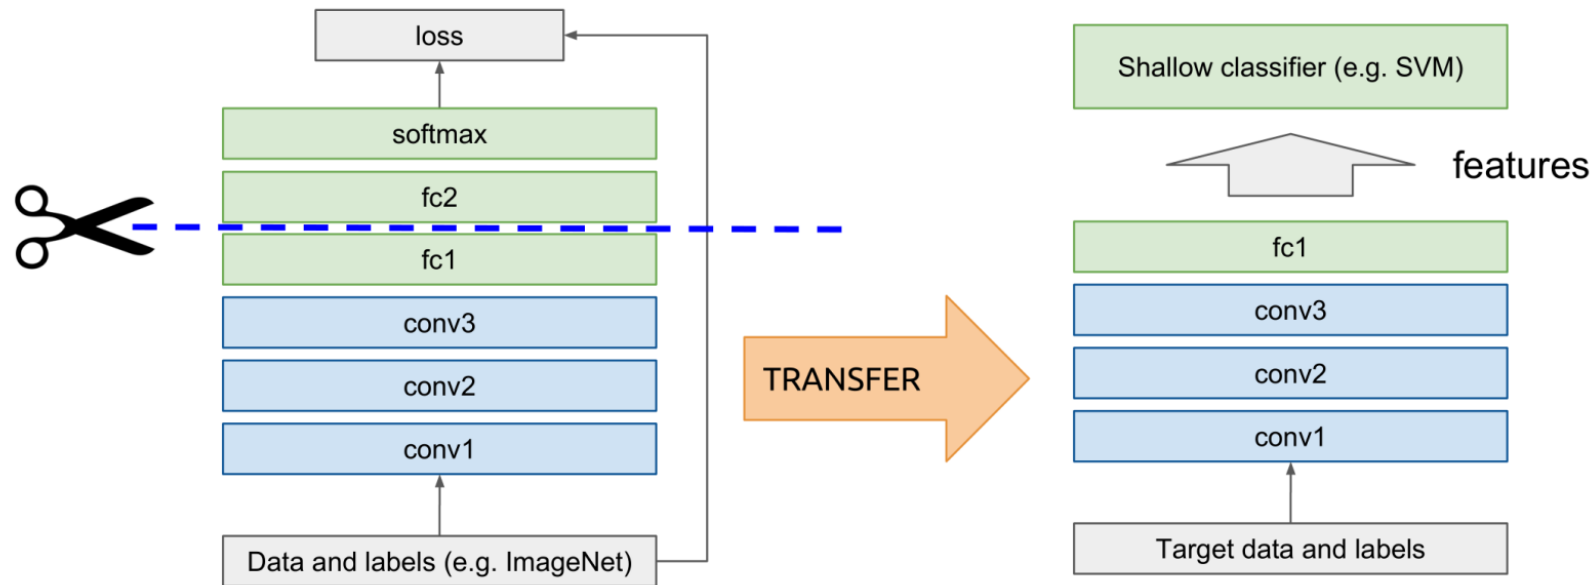 loss
softmax
fc2
fc1
conv3
conv2
conv1
Data and labels (e.g. ImageNet)
TRANSFER
Shallow classifier (e.g. SVM)
features
fc1
conv3
conv2
conv1
Target data and labels